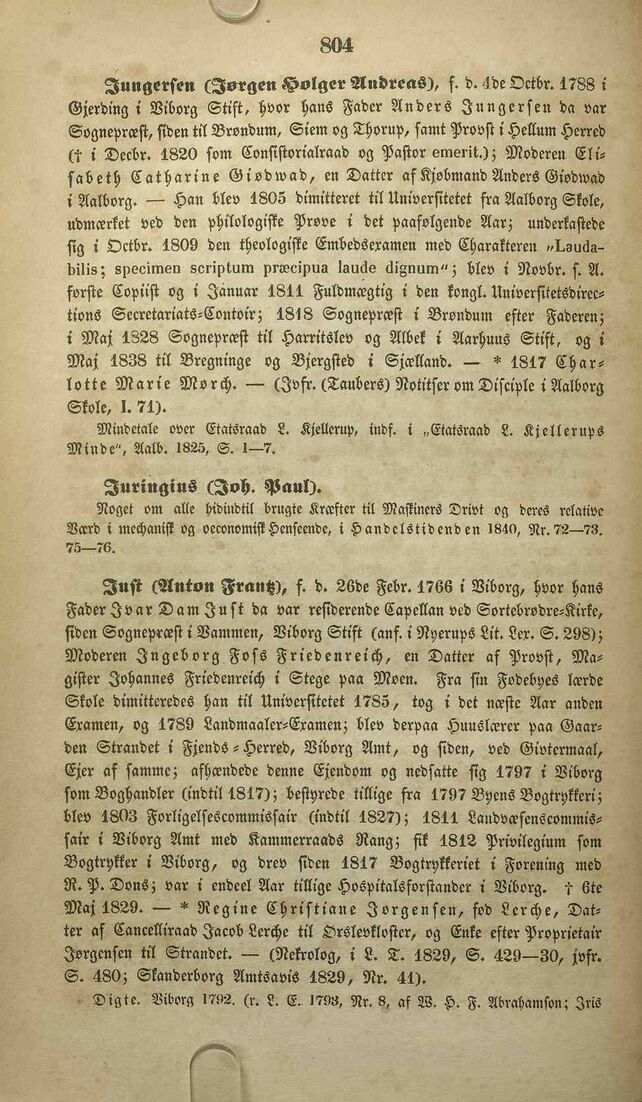 804
Jungersen (Jørgen Holger Andreas), f. d. 4de Octbr. 1788 i
Gjerding i Viborg Stift, hvor hans Fader Anders Jungersen da var
Sognepræst, siden til Brøndum, Siem og Thorup, samt Provst i Hellum Herred
(† i Decbr. 1820 som Consistorialraad og Pastor emerit.); Moderen Eli-
sabeth Catharine Giødwad, en Datter af Kjøbmand Anders Giødwad
i Aalborg. — Han blev 1805 dimitteret til Universitetet fra Aalborg Skole,
udmærket ved den philologiske Prøve i det paafølgende Aar; underkastede
sig i Octbr. 1809 den theologiske Embedsexamen med Charakteren „Lauda-
bilis; specimen scriptum præcipua laude dignum“; blev i Novbr. s. A.
første Copiist og i Januar 1811 Fuldmægtig i den kongl. Universitetsdirec-
tions Secretariats-Contoir; 1818 Sognepræst i Brøndum efter Faderen;
i Maj 1828 Sognepræst til Harritslev og Albek i Aarhuus Stift, og i
Maj 1838 til Bregninge og Bjergsted i Sjælland. — * 1817 Char-
lotte Marie Mørch. — (Jvfr. (Taubers) Notitser om Disciple i Aalborg
Skole, I. 71).
Mindetale over Etatsraad L. Kjellerup, indf. i „Etatsraad L. Kjellerups
Minde“, Aalb. 1825, S. 1—7.
Juringius (Joh. Paul).
Noget om alle hidindtil brugte Kræfter til Maskiners Drivt og deres relative
Værd i mechanisk og oeconomisk Henseende, i Handelstidenden 1840, Nr. 72—73.
75—76.
Just (Anton Frantz), f. d. 26de Febr. 1766 i Viborg, hvor hans
Fader Ivar Dam Just da var residerende Capellan ved Sortebrødre-Kirke,
siden Sognepræst i Vammen, Viborg Stift (anf. i Nyerups Lit. Lex. S. 298);
Moderen Ingeborg Foss Friedenreich, en Datter af Provst, Ma-
gister Johannes Friedenreich i Stege paa Møen. Fra sin Fødebyes lærde
Skole dimitteredes han til Universitetet 1785, tog i det næste Aar anden
Examen, og 1789 Landmaaler-Examen; blev derpaa Huuslærer paa Gaar-
den Strandet i Fjends-Herred, Viborg Amt, og siden, ved Givtermaal,
Ejer af samme; afhændede denne Ejendom og nedsatte sig 1797 i Viborg
som Boghandler (indtil 1817); bestyrede tillige fra 1797 Byens Bogtrykkeri;
blev 1803 Forligelsescommissair (indtil 1827); 1811 Landvæsenscommis-
sair i Viborg Amt med Kammerraads Rang; fik 1812 Privilegium som
Bogtrykker i Viborg, og drev siden 1817 Bogtrykkeriet i Forening med
R. P. Dons; var i endeel Aar tillige Hospitalsforstander i Viborg. † 6te
Maj 1829. — * Regine Christiane Jørgensen, fød Lerche, Dat-
ter af Cancelliraad Jacob Lerche til Ørslevkloster, og Enke efter Proprietair
Jørgensen til Strandet. — (Nekrolog, i L. T. 1829, S. 429—30, jvfr.
S. 480; Skanderborg Amtsavis 1829, Nr. 41).
Digte. Viborg 1792. (r. L. E. 1793, Nr. 8, af W. H. F. Abrahamson; Iris